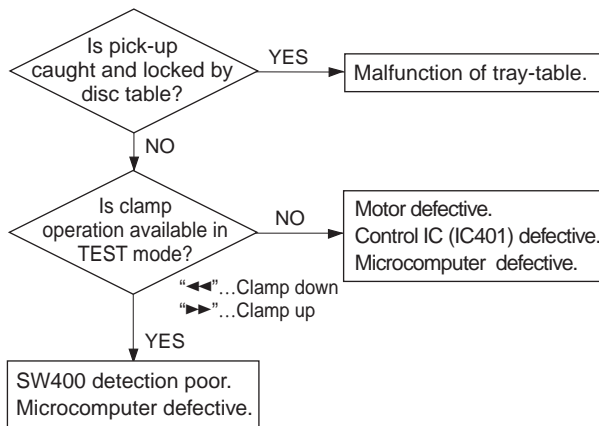 Is pick-up
caught and locked by
disc table?
YES
Malfunction of tray-table.
NO
Is clamp
operation available in
TEST mode?
NO
Motor defective.
Control IC (IC401) defective.
Microcomputer defective.
“◀◀”...Clamp down
“▶▶”...Clamp up
YES
SW400 detection poor.
Microcomputer defective.